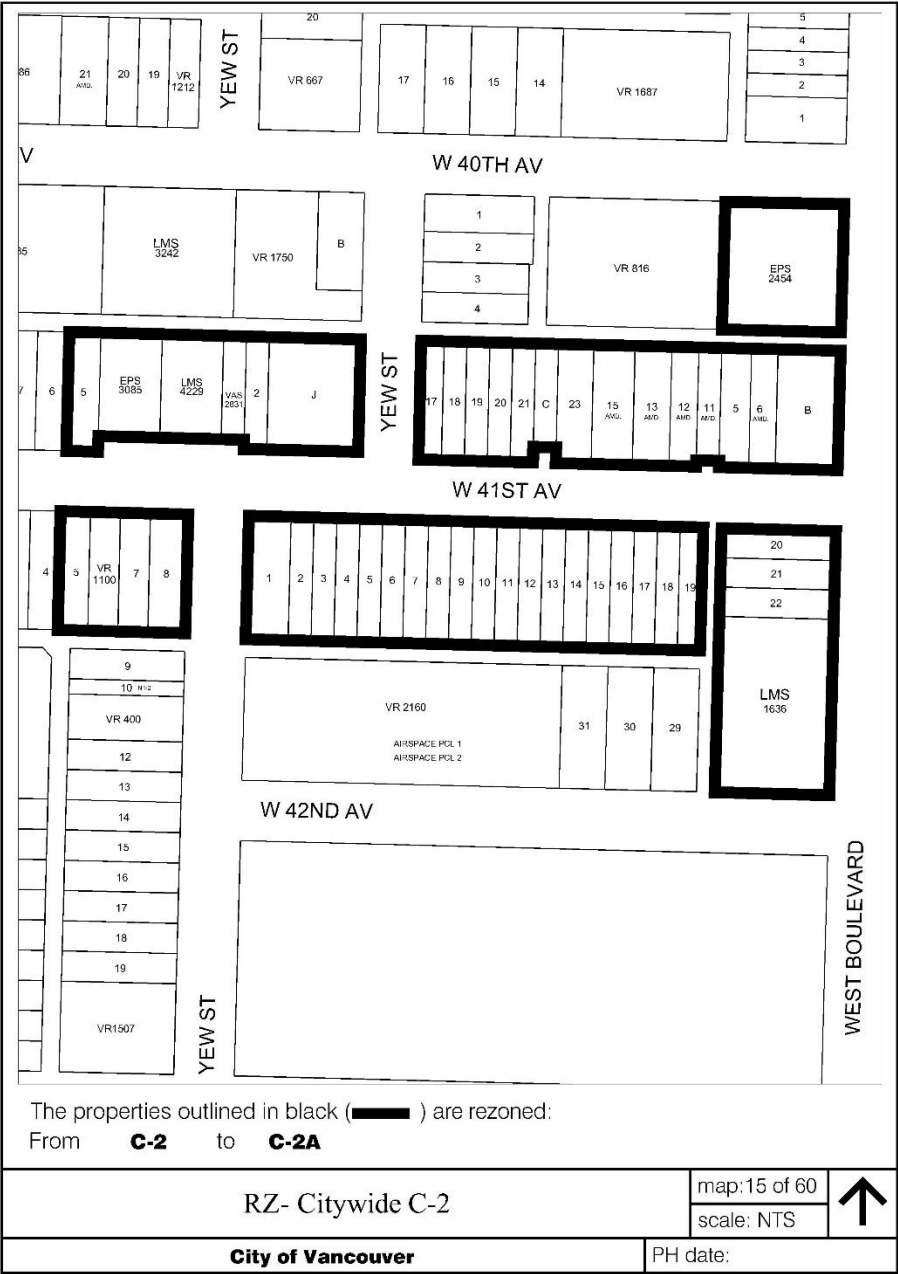 20
5
4
3
2
1
86
21
AMD.
20
19
VR
1212
YEW ST
VR 667
17
16
15
14
VR 1687
V
W 40TH AV
LMS
3242
VR 1750
B
1
2
3
4
VR 816
EPS
2454
6
5
EPS
3085
LMS
4229
VAS
2831
2
J
YEW ST
17
18
19
20
21
C
23
15
AMD.
13
AMD.
12
AMD.
11
AMD.
5
6
AMD.
B
W 41ST AV
4
5
VR
1100
7
8
1
2
3
4
5
6
7
8
9
10
11
12
13
14
15
16
17
18
19
20
21
22
LMS
1636
9
10 N1/2
VR 400
12
13
14
15
16
17
18
19
VR1507
VR 2160
AIRSPACE PCL 1
AIRSPACE PCL 2
31
30
29
W 42ND AV
YEW ST
WEST BOULEVARD
The properties outlined in black ( ) are rezoned:
From C-2 to C-2A
RZ- Citywide C-2
map:15 of 60
scale: NTS
City of Vancouver
PH date: